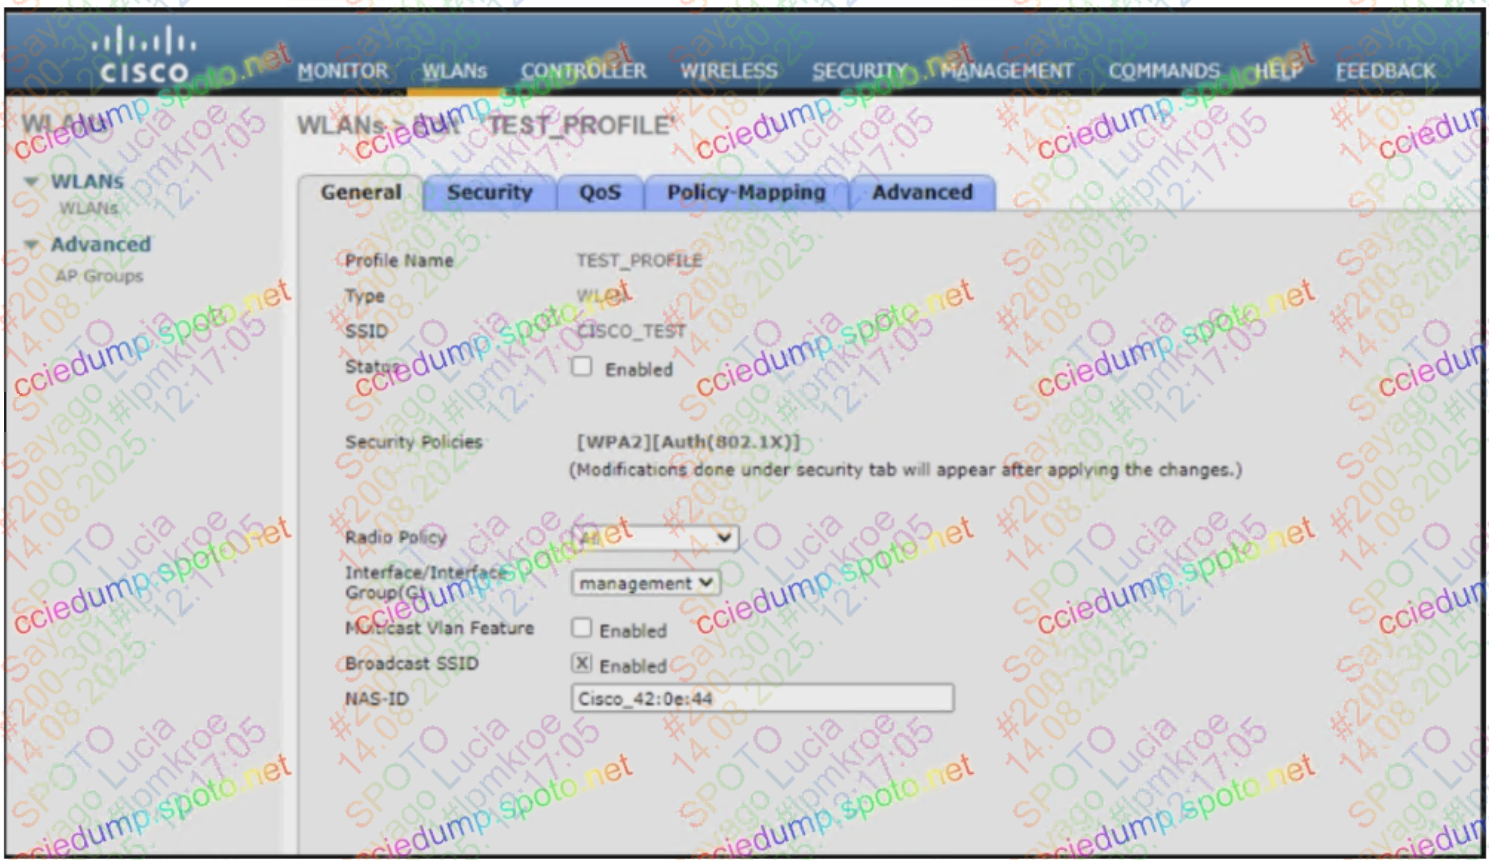 CISCO
MONITOR WLANs CONTROLLER WIRELESS SECURITY MANAGEMENT COMMANDS HELP FEEDBACK
WLANs
WLANs > Edit 'TEST_PROFILE'
WLANs
WLANs
Advanced
AP Groups
General Security QoS Policy-Mapping Advanced
Profile Name TEST_PROFILE
Type WLAN
SSID CISCO_TEST
Status Enabled
Security Policies [WPA2][Auth(802.1X)]
(Modifications done under security tab will appear after applying the changes.)
Radio Policy All
Interface/Interface
Group(G) management
Multicast Vlan Feature Enabled
Broadcast SSID X Enabled
NAS-ID Cisco_42:0e:44
cciedump.spoto.net
SPOTO Lucia
Sayago #lpmkroe
#200-301
14.08.2025. 12:17:05